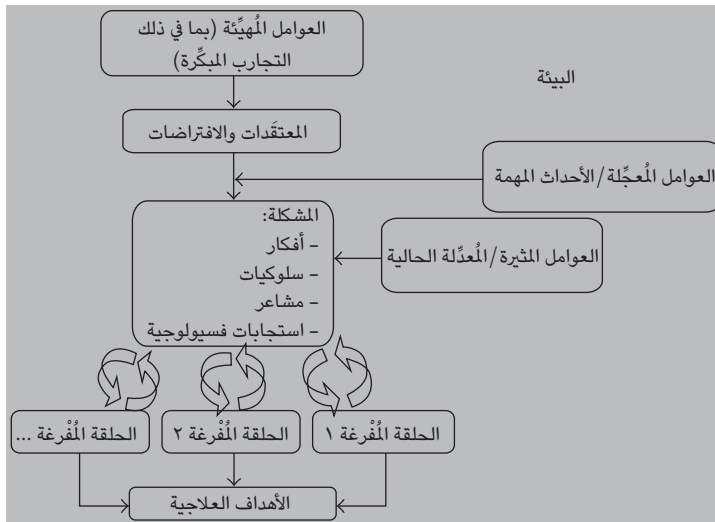 العوامل المُهيِّئة (بما في ذلك
التجارب المبكِّرة)
البيئة
المعتقَدات والافتراضات
العوامل المُعجِّلة/الأحداث المهمة
المشكلة:
– أفكار
– سلوكيات
– مشاعر
– استجابات فسيولوجية
العوامل المثيرة/المُعدِّلة الحالية
الحلقة المُفْرغة ١
الحلقة المُفْرغة ٢
الحلقة المُفْرغة ...
الأهداف العلاجية